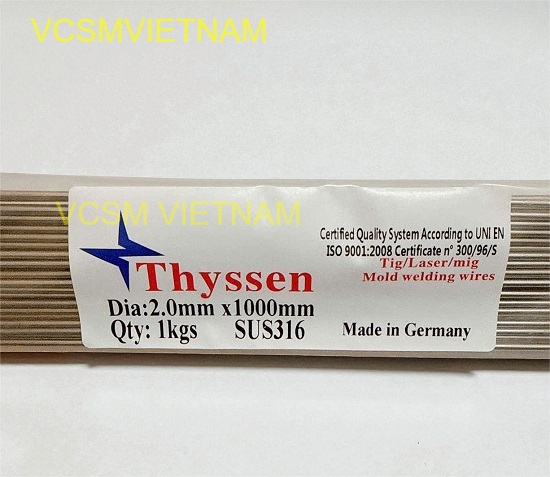 VCSMVIETNAM
VCSM VIETNAM
Certified Quality System According to UNI EN
ISO 9001:2008 Certificate n° 300/96/S
Tig/Laser/mig
Mold welding wires
Thyssen
Dia:2.0mm x1000mm
Qty: 1kgs SUS316
Made in Germany